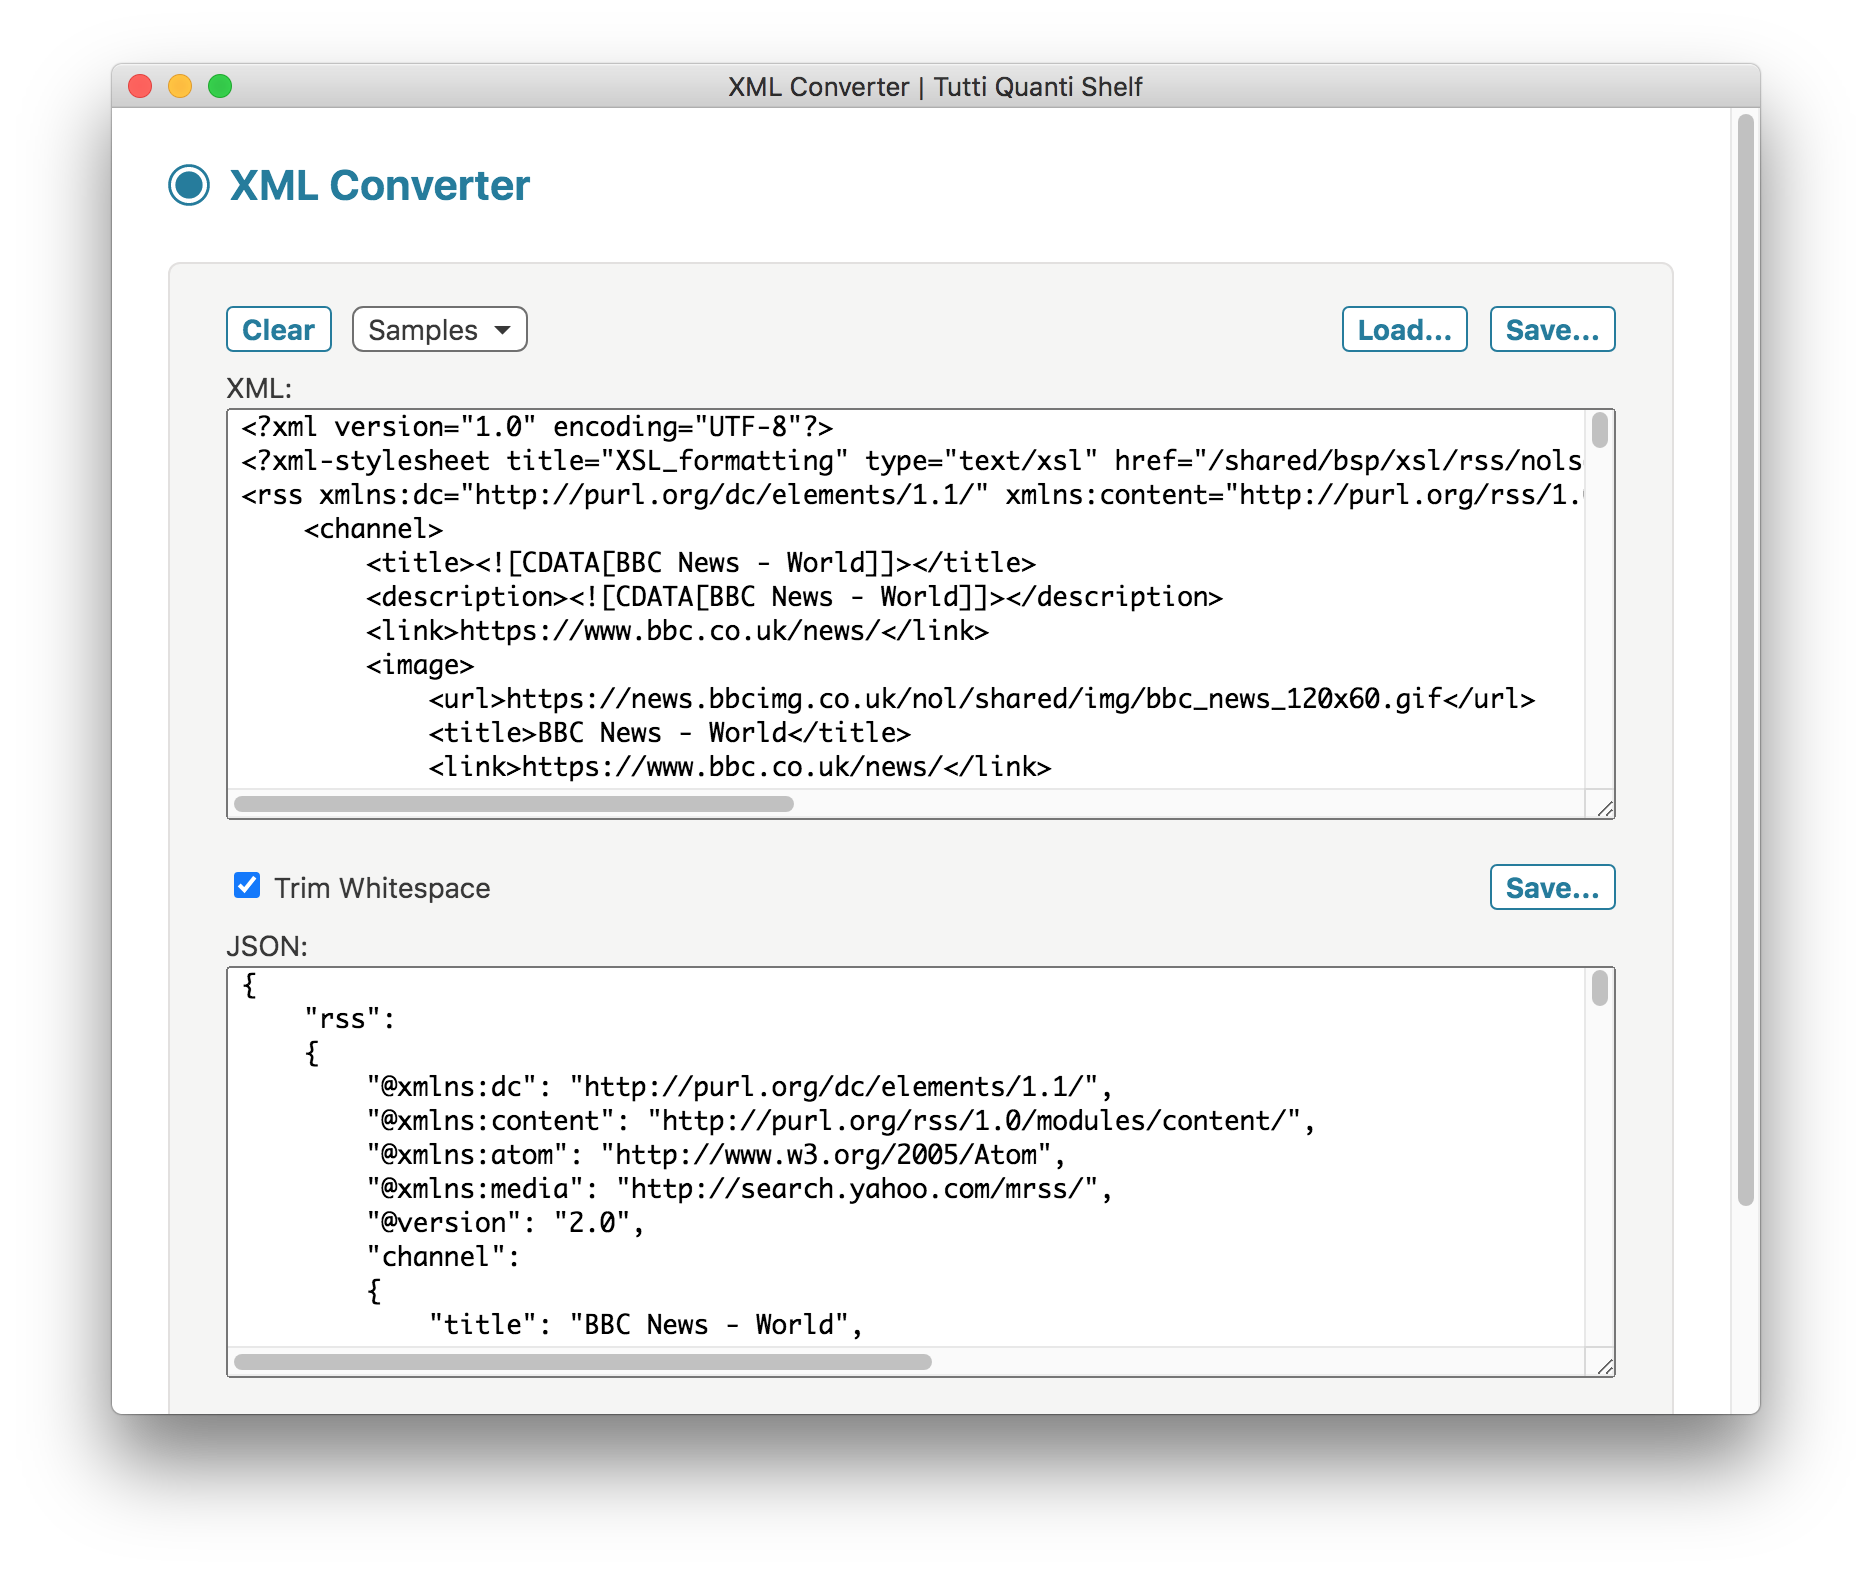 XML Converter | Tutti Quanti Shelf
XML Converter
Clear Samples Load... Save...
XML:
<?xml version="1.0" encoding="UTF-8"?>
<?xml-stylesheet title="XSL_formatting" type="text/xsl" href="/shared/bsp/xsl/rss/nols
<rss xmlns:dc="http://purl.org/dc/elements/1.1/" xmlns:content="http://purl.org/rss/1.
    <channel>
        <title><![CDATA[BBC News - World]]></title>
        <description><![CDATA[BBC News - World]]></description>
        <link>https://www.bbc.co.uk/news/</link>
        <image>
            <url>https://news.bbcimg.co.uk/nol/shared/img/bbc_news_120x60.gif</url>
            <title>BBC News - World</title>
            <link>https://www.bbc.co.uk/news/</link>
Trim Whitespace Save...
JSON:
{
    "rss":
    {
        "@xmlns:dc": "http://purl.org/dc/elements/1.1/",
        "@xmlns:content": "http://purl.org/rss/1.0/modules/content/",
        "@xmlns:atom": "http://www.w3.org/2005/Atom",
        "@xmlns:media": "http://search.yahoo.com/mrss/",
        "@version": "2.0",
        "channel":
        {
            "title": "BBC News - World",